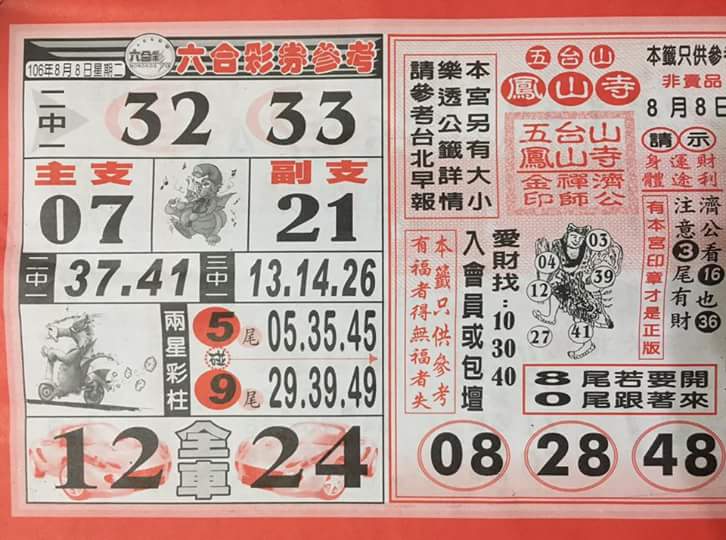 106年8月8日星期二
六合彩
六合彩券參考
二中一
32 33
主支
07
副支
21
二中一
37.41
三中一
13.14.26
兩星彩柱
5尾
05.35.45
9尾
29.39.49
12
全車
24
本宮另有大小
樂透公籤詳情
請參考台北早報
五台山
鳳山寺
五台山
鳳山寺
金禪濟
印師公
本籤只供參
非賣品
8月8日
請示
身體
運途
財利
濟公看16也36
注意3尾有財
有本宮印章才是正版
愛財找:10 30 40
入會員或包壇
本籤只供參考
有福者得無福者失
03
04
39
12
27
41
8尾若要開
0尾跟著來
08 28 48